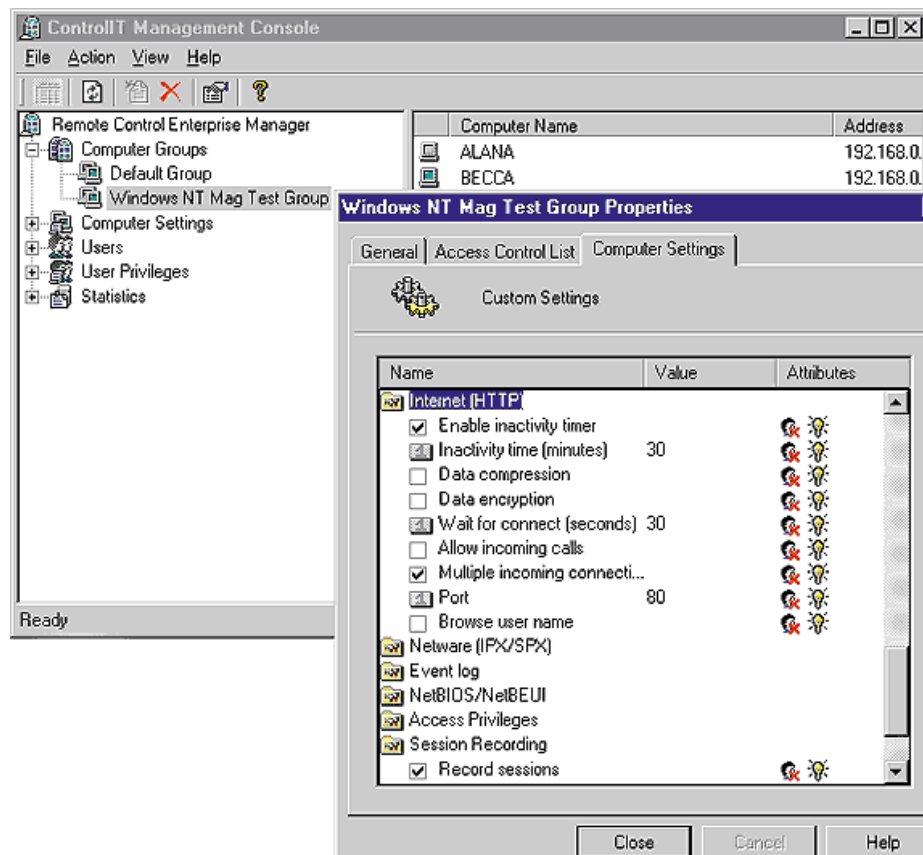 ControlIT Management Console
File Action View Help
Remote Control Enterprise Manager
Computer Groups
Default Group
Windows NT Mag Test Group
Computer Settings
Users
User Privileges
Statistics
Computer Name Address
ALANA 192.168.0.
BECCA 192.168.0.
Ready
Windows NT Mag Test Group Properties
General Access Control List Computer Settings
Custom Settings
Name Value Attributes
Internet (HTTP)
Enable inactivity timer
Inactivity time (minutes) 30
Data compression
Data encryption
Wait for connect (seconds) 30
Allow incoming calls
Multiple incoming connecti...
Port 80
Browse user name
Netware (IPX/SPX)
Event log
NetBIOS/NetBEUI
Access Privileges
Session Recording
Record sessions
Close Cancel Help